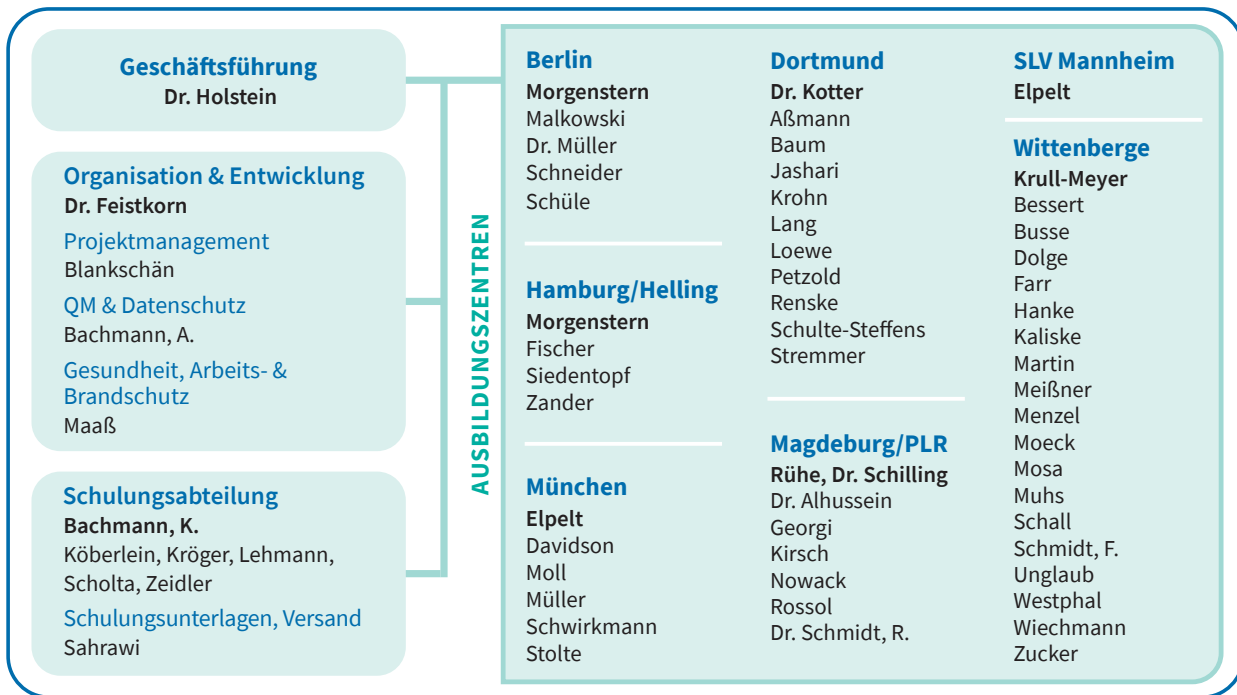 Geschäftsführung
Dr. Holstein
Organisation & Entwicklung
Dr. Feistkorn
Projektmanagement
Blankschän
QM & Datenschutz
Bachmann, A.
Gesundheit, Arbeits- &
Brandschutz
Maaß
Schulungsabteilung
Bachmann, K.
Köberlein, Kröger, Lehmann,
Scholta, Zeidler
Schulungsunterlagen, Versand
Sahrawi
AUSBILDUNGSZENTREN
Berlin
Morgenstern
Malkowski
Dr. Müller
Schneider
Schüle
Hamburg/Helling
Morgenstern
Fischer
Siedentopf
Zander
München
Elpelt
Davidson
Moll
Müller
Schwirkmann
Stolte
Dortmund
Dr. Kotter
Aßmann
Baum
Jashari
Krohn
Lang
Loewe
Petzold
Renske
Schulte-Steffens
Stremmer
Magdeburg/PLR
Rühe, Dr. Schilling
Dr. Alhussein
Georgi
Kirsch
Nowack
Rossol
Dr. Schmidt, R.
SLV Mannheim
Elpelt
Wittenberge
Krull-Meyer
Bessert
Busse
Dolge
Farr
Hanke
Kaliske
Martin
Meißner
Menzel
Moeck
Mosa
Muhs
Schall
Schmidt, F.
Unglaub
Westphal
Wiechmann
Zucker